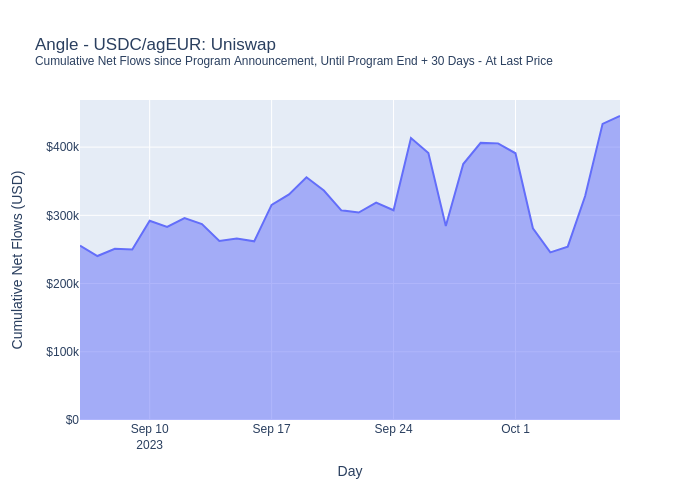 Angle - USDC/agEUR: Uniswap
Cumulative Net Flows since Program Announcement, Until Program End + 30 Days - At Last Price
Cumulative Net Flows (USD)
$400k
$300k
$200k
$100k
$0
Sep 10
2023
Sep 17
Sep 24
Oct 1
Day